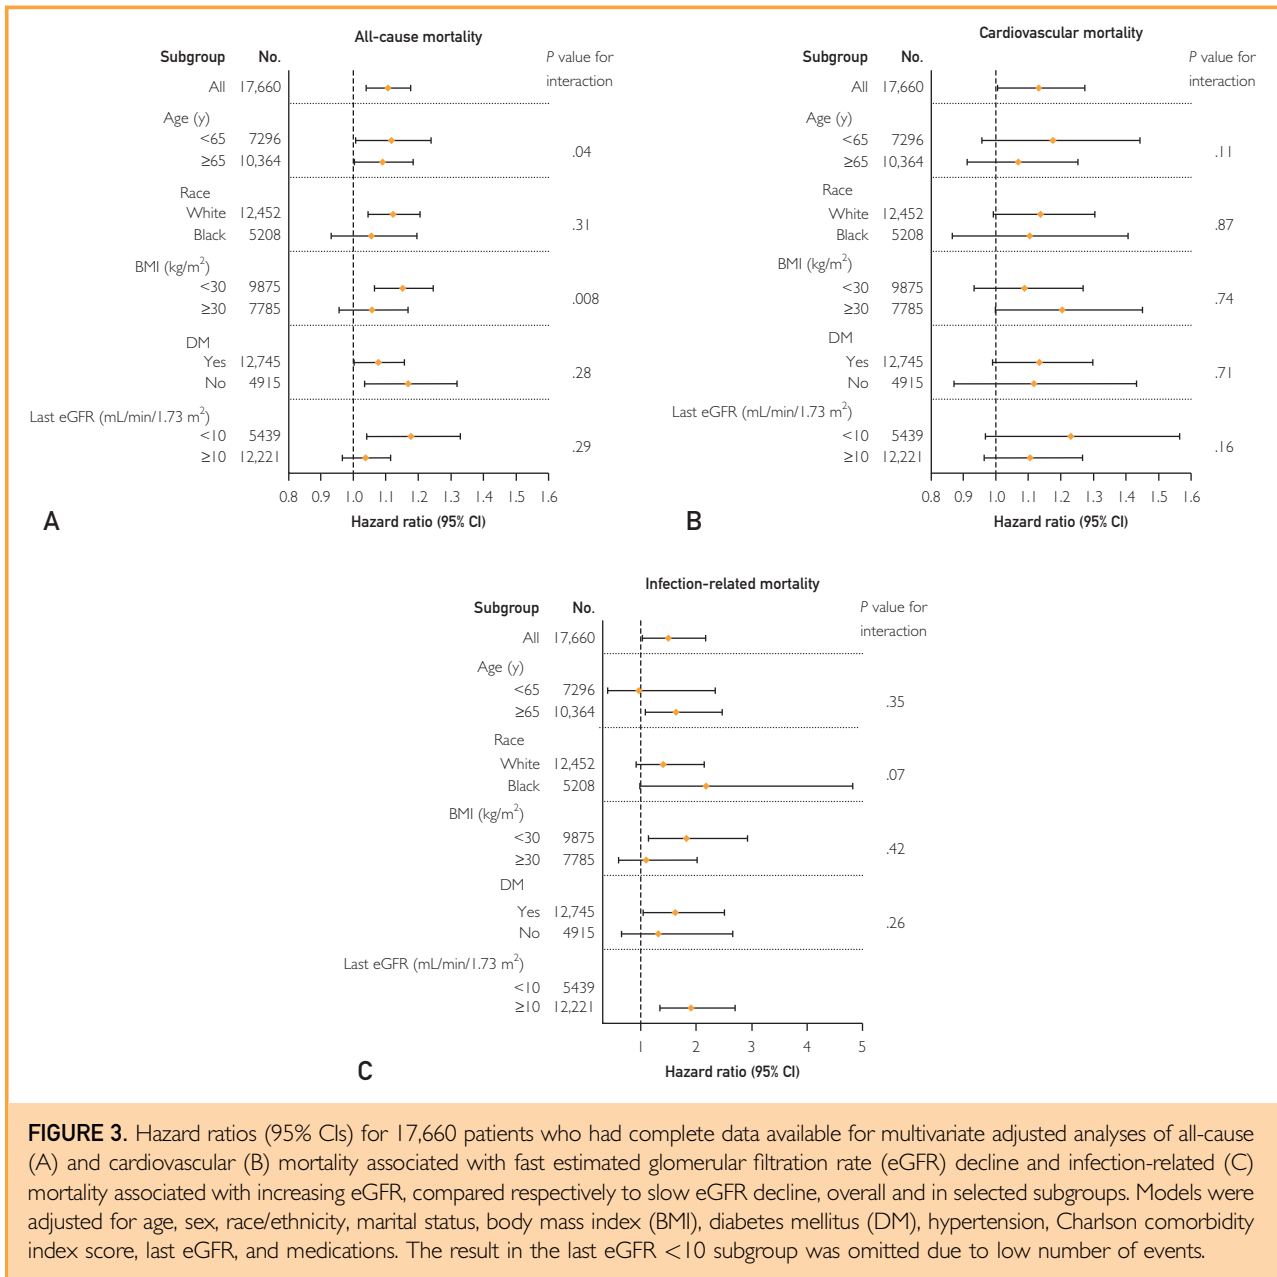 All-cause mortality
Subgroup No. P value for interaction
All 17,660
Age (y)
<65 7296
.04
≥65 10,364
Race
White 12,452
.31
Black 5208
BMI (kg/m²)
<30 9875
.008
≥30 7785
DM
Yes 12,745
.28
No 4915
Last eGFR (mL/min/1.73 m²)
<10 5439
.29
≥10 12,221
0.8 0.9 1.0 1.1 1.2 1.3 1.4 1.5 1.6
Hazard ratio (95% CI)
A
Cardiovascular mortality
Subgroup No. P value for interaction
All 17,660
Age (y)
<65 7296
.11
≥65 10,364
Race
White 12,452
.87
Black 5208
BMI (kg/m²)
<30 9875
.74
≥30 7785
DM
Yes 12,745
.71
No 4915
Last eGFR (mL/min/1.73 m²)
<10 5439
.16
≥10 12,221
0.8 0.9 1.0 1.1 1.2 1.3 1.4 1.5 1.6
Hazard ratio (95% CI)
B
Infection-related mortality
Subgroup No. P value for interaction
All 17,660
Age (y)
<65 7296
.35
≥65 10,364
Race
White 12,452
.07
Black 5208
BMI (kg/m²)
<30 9875
.42
≥30 7785
DM
Yes 12,745
.26
No 4915
Last eGFR (mL/min/1.73 m²)
<10 5439
≥10 12,221
1 2 3 4 5
Hazard ratio (95% CI)
C
FIGURE 3. Hazard ratios (95% CIs) for 17,660 patients who had complete data available for multivariate adjusted analyses of all-cause
(A) and cardiovascular (B) mortality associated with fast estimated glomerular filtration rate (eGFR) decline and infection-related (C)
mortality associated with increasing eGFR, compared respectively to slow eGFR decline, overall and in selected subgroups. Models were
adjusted for age, sex, race/ethnicity, marital status, body mass index (BMI), diabetes mellitus (DM), hypertension, Charlson comorbidity
index score, last eGFR, and medications. The result in the last eGFR <10 subgroup was omitted due to low number of events.